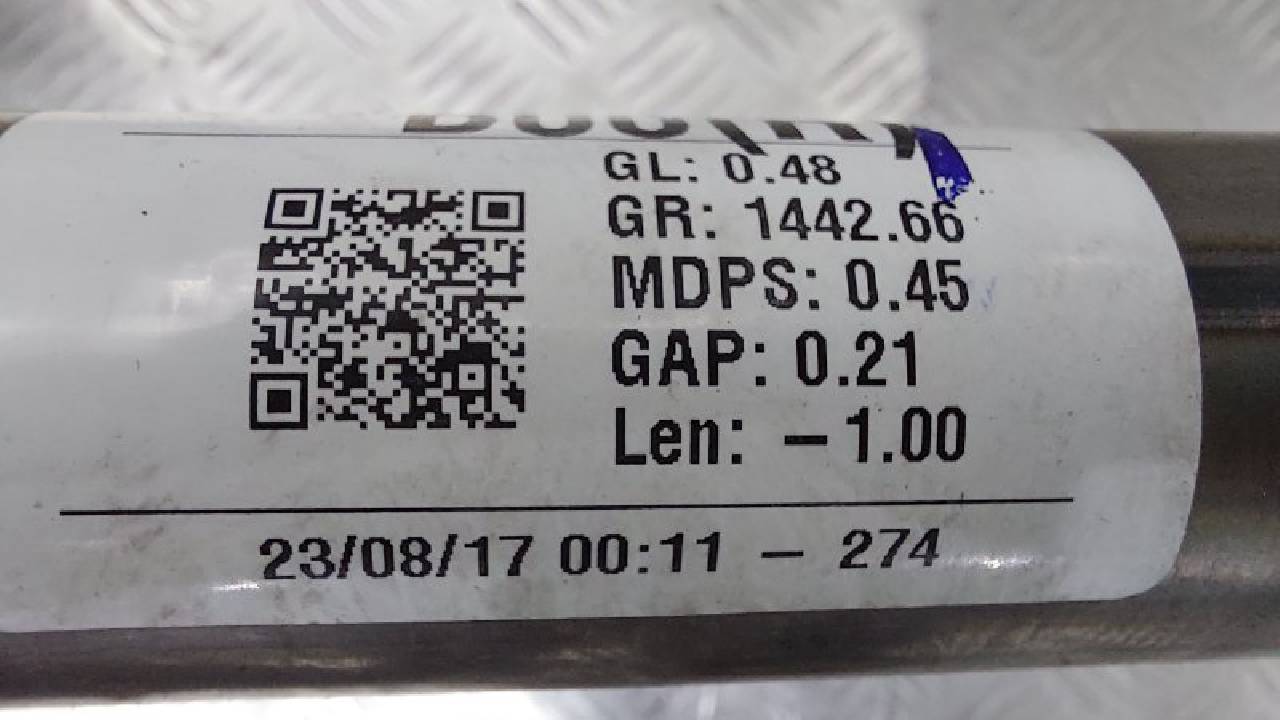 GL: 0.48
GR: 1442.66
MDPS: 0.45
GAP: 0.21
Len: -1.00
23/08/17 00:11 - 274